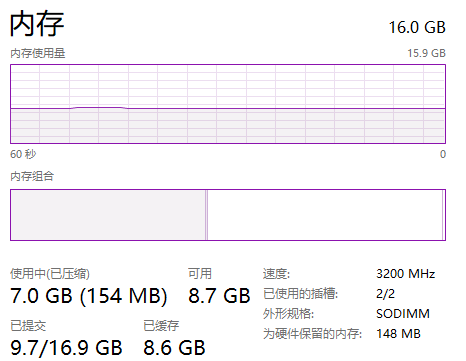 内存 16.0 GB
内存使用量 15.9 GB
60 秒 0
内存组合
使用中(已压缩) 可用
7.0 GB (154 MB) 8.7 GB
已提交 已缓存
9.7/16.9 GB 8.6 GB
速度: 3200 MHz
已使用的插槽: 2/2
外形规格: SODIMM
为硬件保留的内存: 148 MB